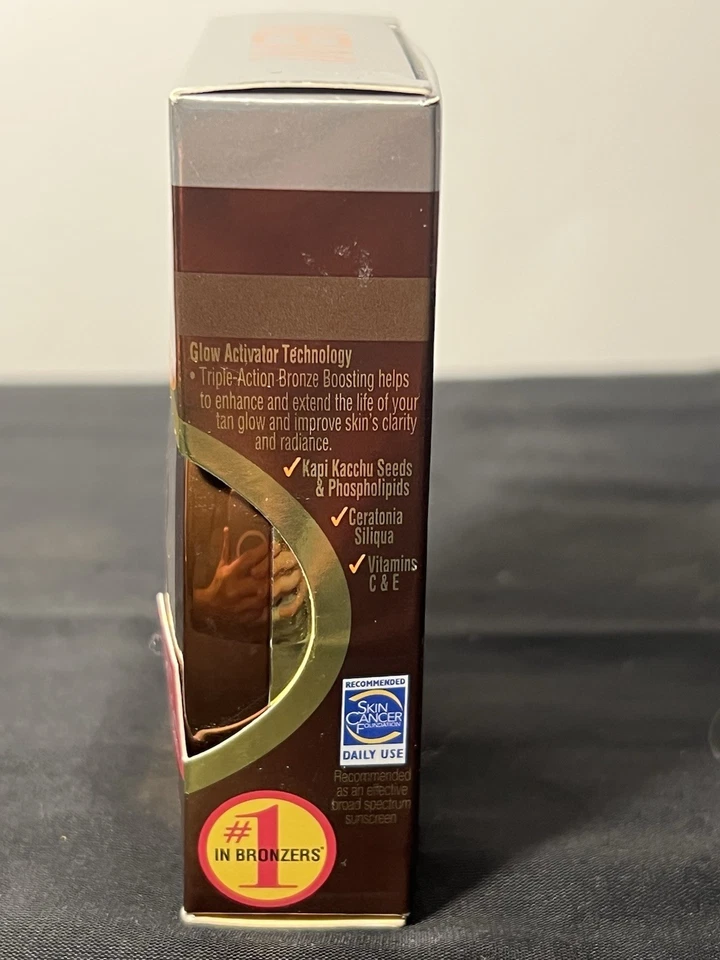 Glow Activator Technology
• Triple-Action Bronze Boosting helps
to enhance and extend the life of your
tan glow and improve skin's clarity
and radiance.
✓Kapi Kacchu Seeds
& Phospholipids
✓Ceratonia
Siliqua
✓Vitamins
C & E
RECOMMENDED
SKIN
CANCER
FOUNDATION
DAILY USE
Recommended
as an effective
broad spectrum
sunscreen
#1
IN BRONZERS*